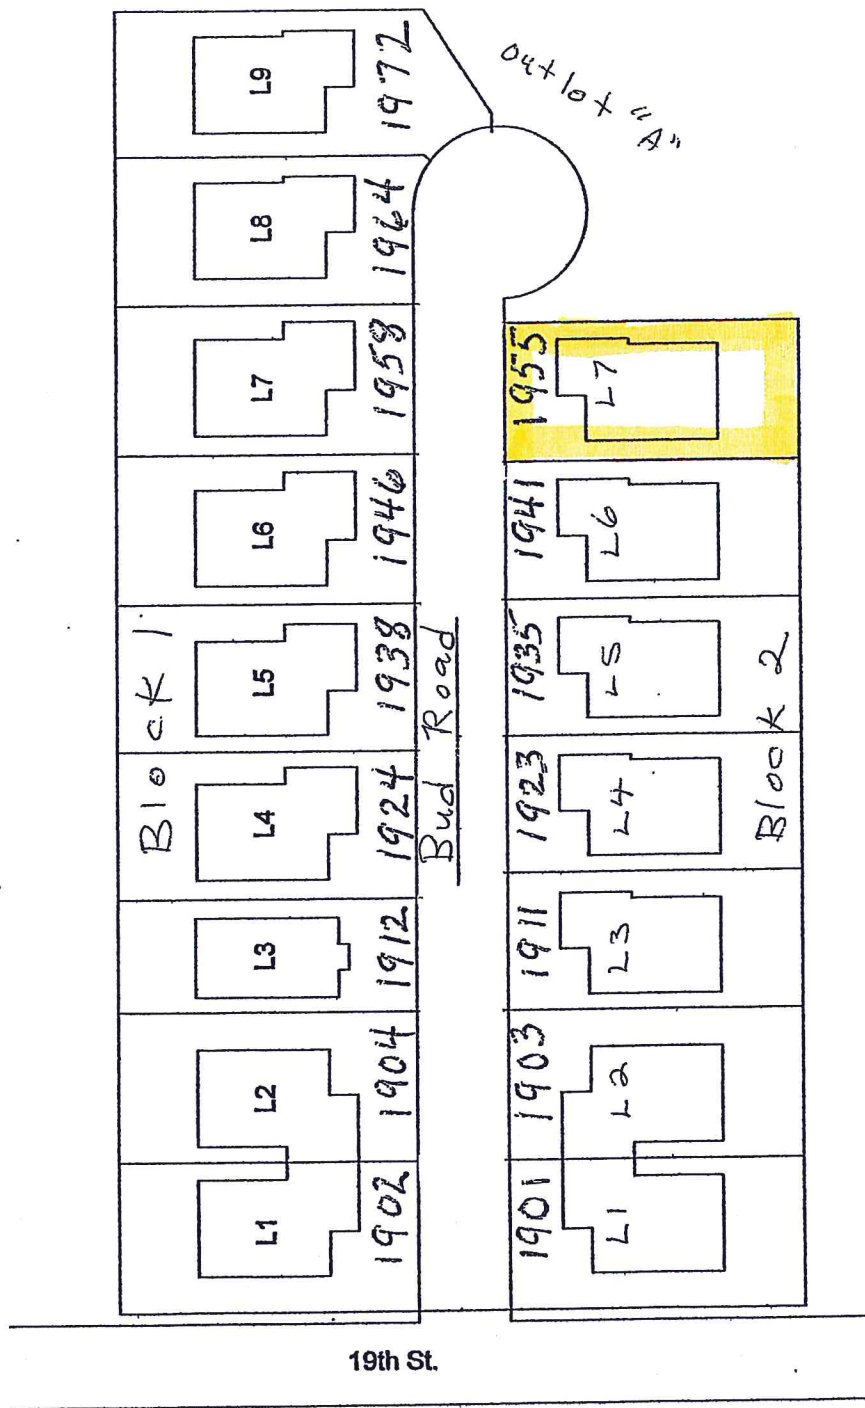 L9
1972
outlot "A"
L8
1964
L7
1958
1955
L7
L6
1946
1941
L6
Block 1
L5
1938
Bud Road
1935
L5
Block 2
L4
1924
1923
L4
L3
1912
1911
L3
L2
1904
1903
L2
L1
1902
1901
L1
19th St.